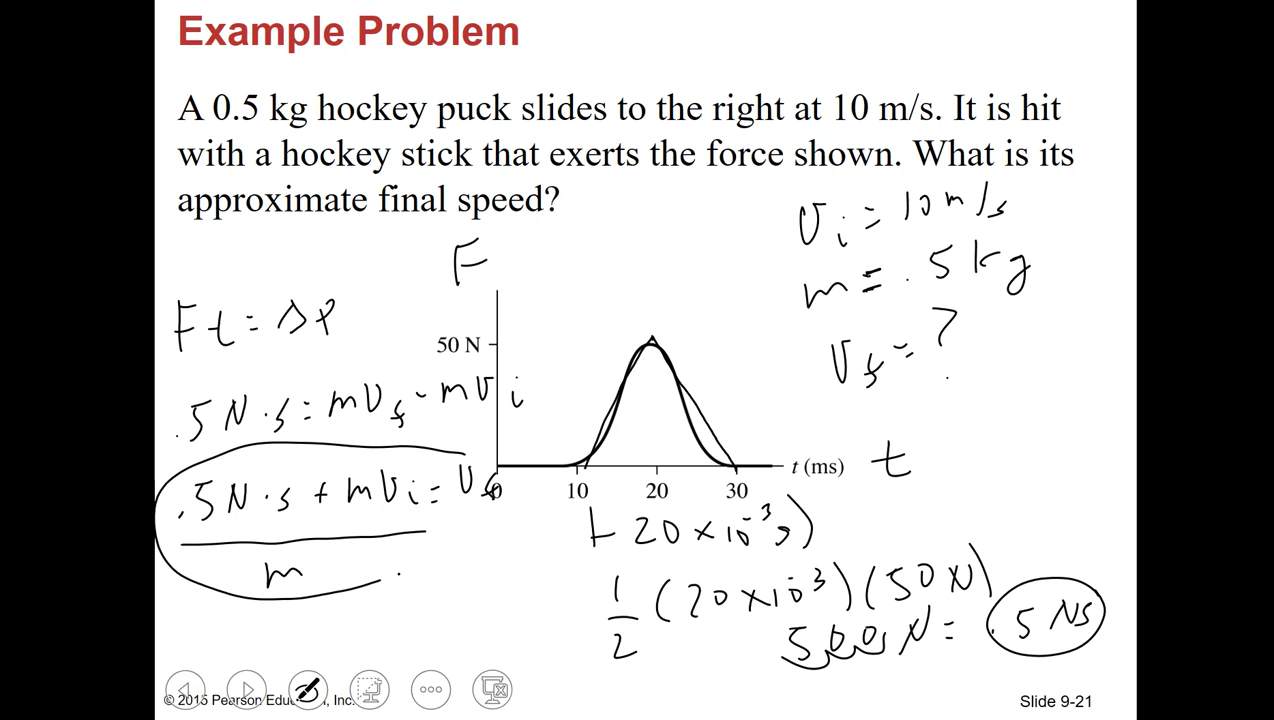 Example Problem
A 0.5 kg hockey puck slides to the right at 10 m/s. It is hit
with a hockey stick that exerts the force shown. What is its
approximate final speed?
Vi = 10 m/s
m = .5 kg
Vf = ?
F
Ft = ΔP
50 N
.5 N·s = mVf - mVi
.5 N·s + mVi = Vf
m
0 10 20 30
t (ms)
t
20 × 10^-3 s
1/2 (20 × 10^-3)(50 N)
500 N = .5 Ns
© 2015 Pearson Education, Inc.
Slide 9-21